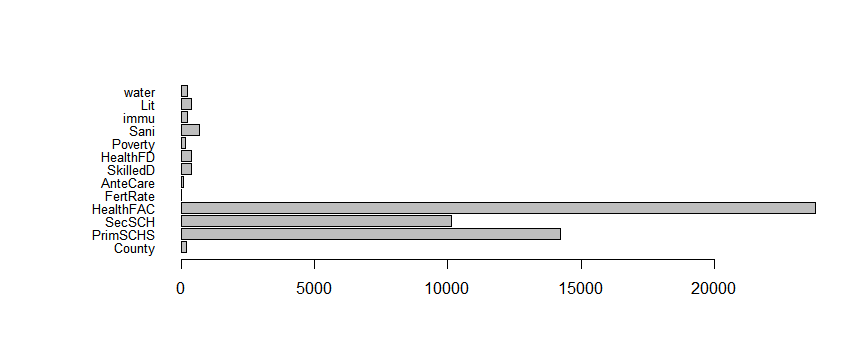 water
Lit
immu
Sani
Poverty
HealthFD
SkilledD
AnteCare
FertRate
HealthFAC
SecSCH
PrimSCHS
County
0 5000 10000 15000 20000